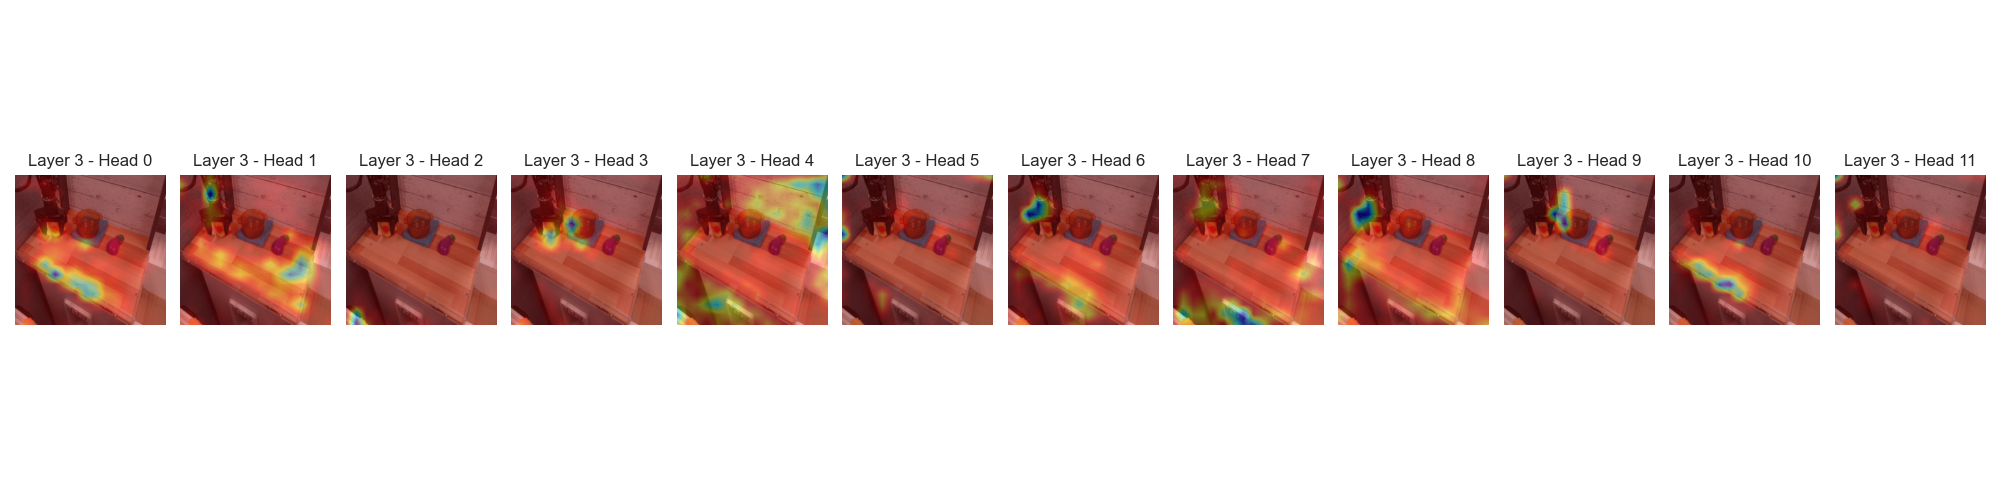 Layer 3 - Head 0
Layer 3 - Head 1
Layer 3 - Head 2
Layer 3 - Head 3
Layer 3 - Head 4
Layer 3 - Head 5
Layer 3 - Head 6
Layer 3 - Head 7
Layer 3 - Head 8
Layer 3 - Head 9
Layer 3 - Head 10
Layer 3 - Head 11